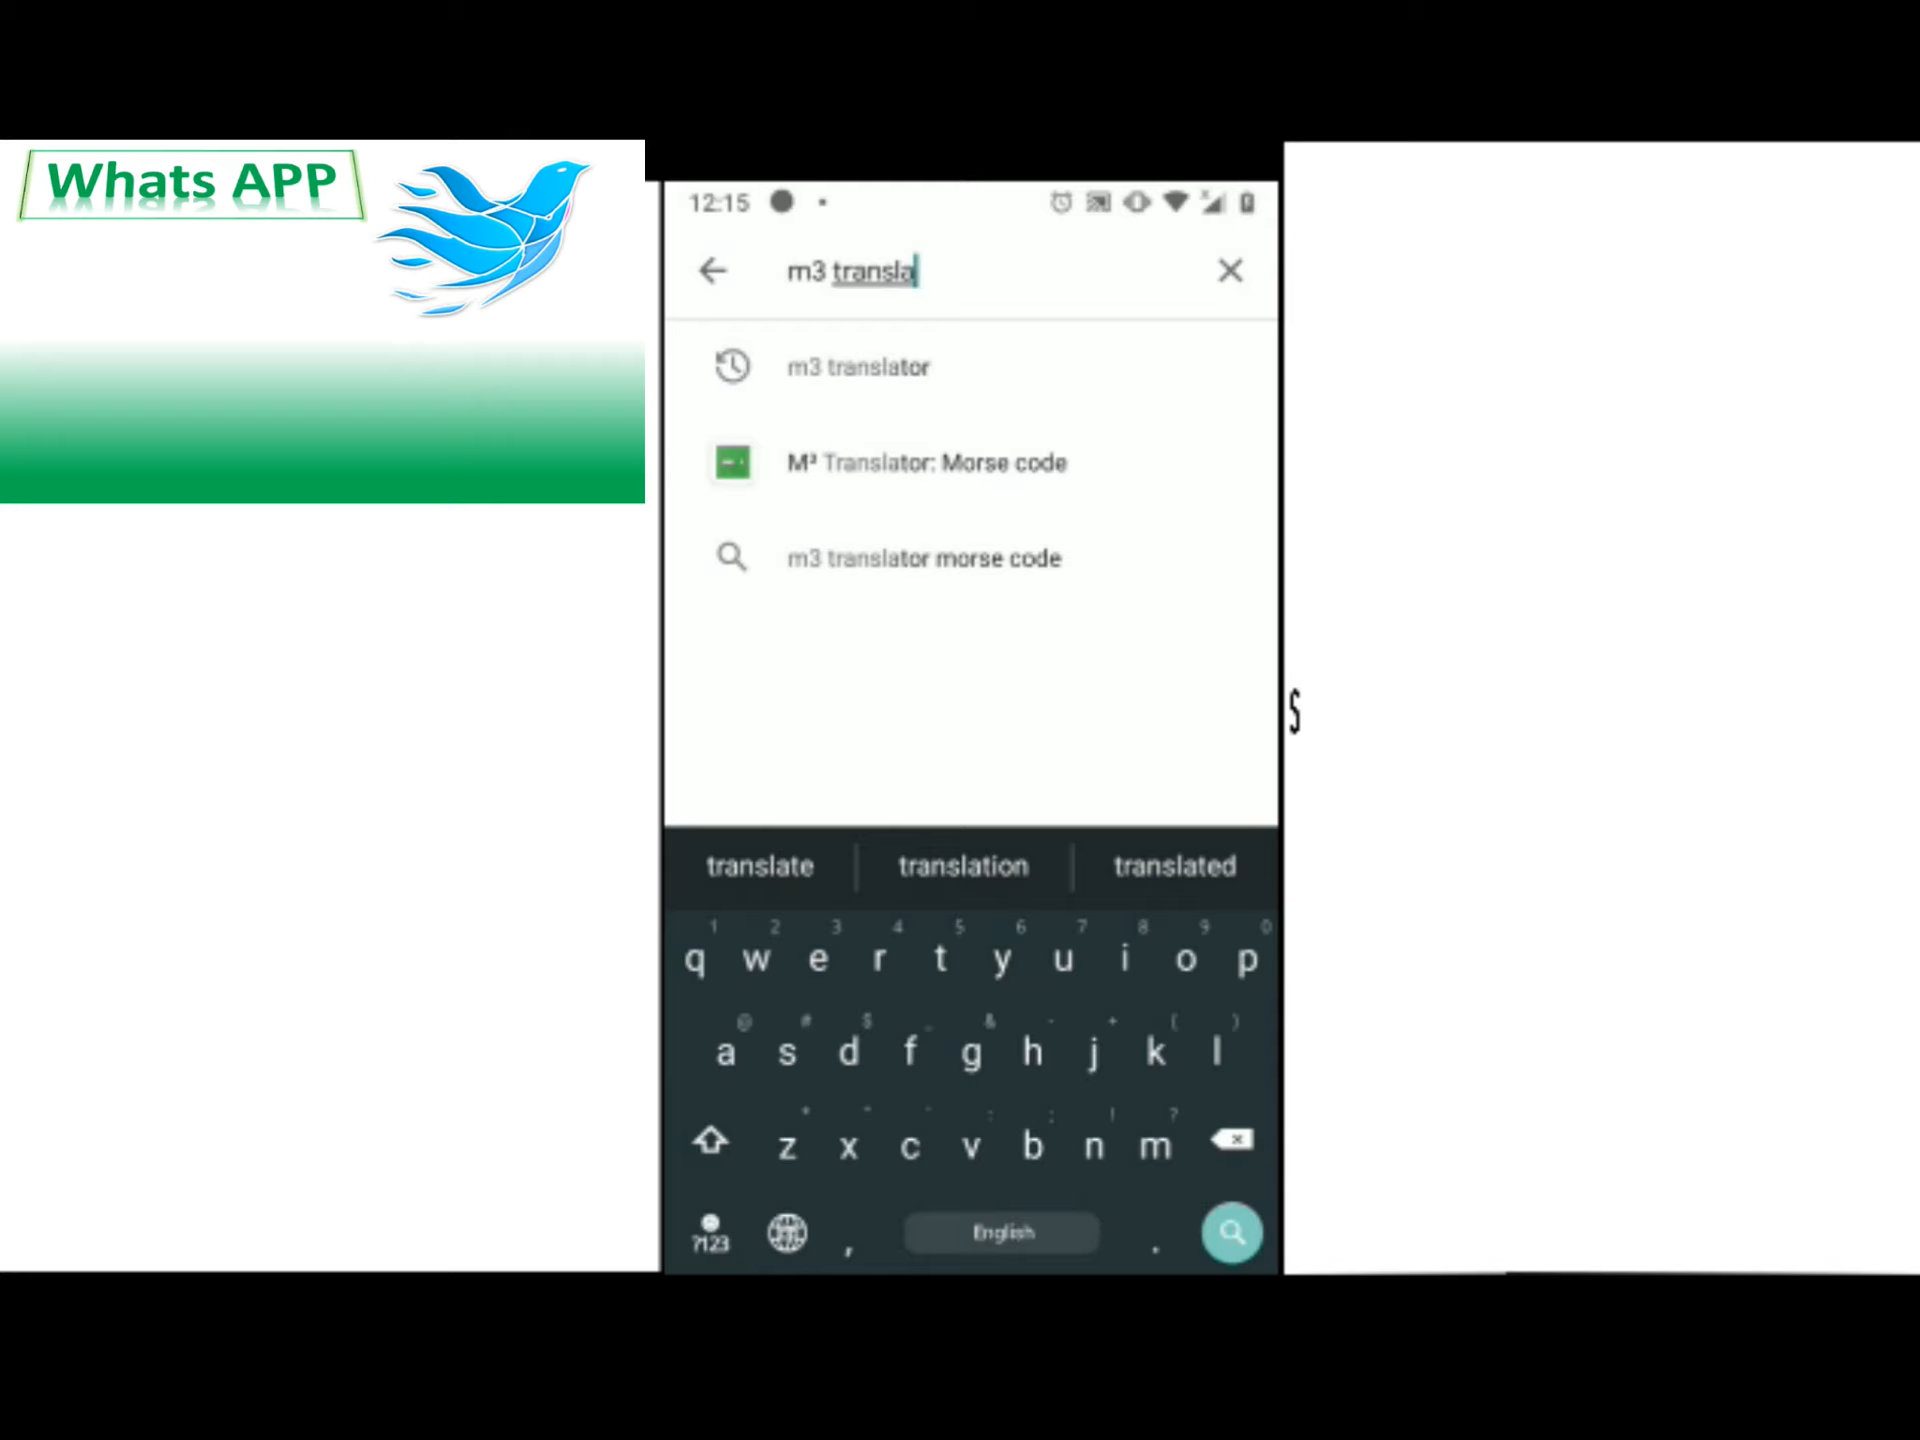 Whats APP
12:15
m3 transla
m3 translator
M³ Translator: Morse code
m3 translator morse code
S
translate translation translated
1 2 3 4 5 6 7 8 9 0
q w e r t y u i o p
@ # $ _ & - + ( )
a s d f g h j k l
z x c v b n m
?123 , English .